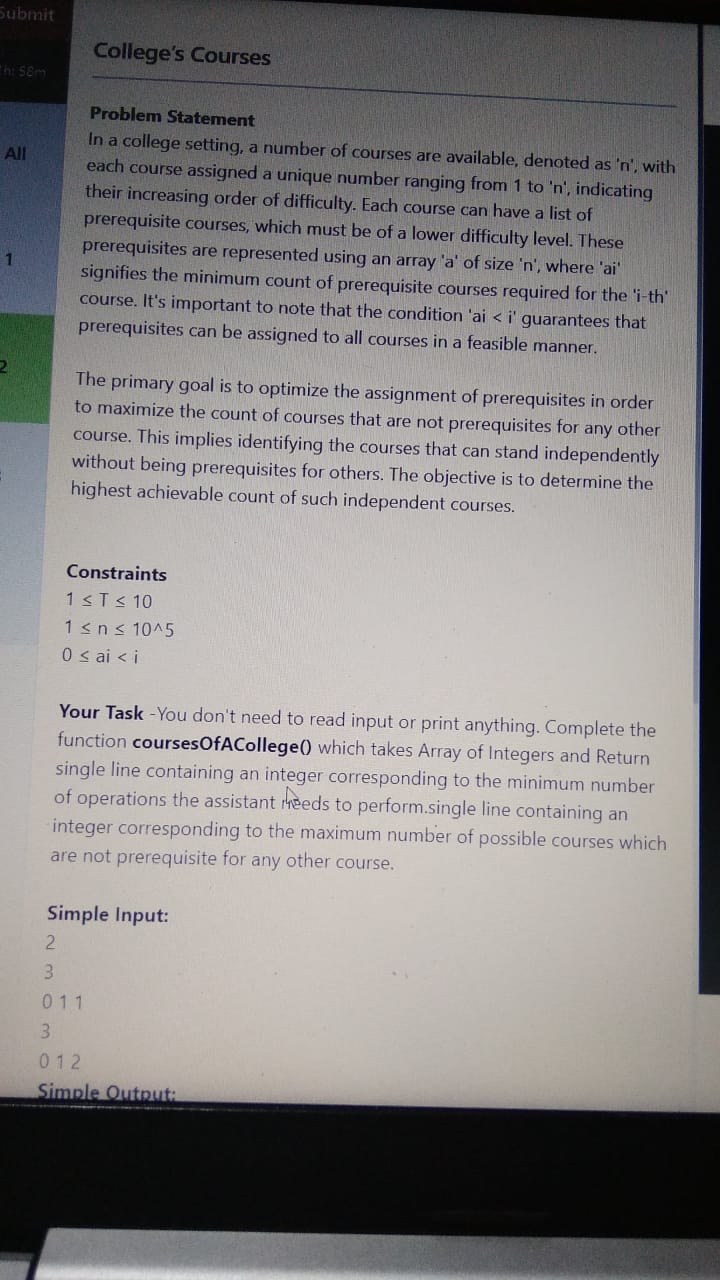 Submit
58m
All
1
2
College's Courses
Problem Statement
In a college setting, a number of courses are available, denoted as 'n', with
each course assigned a unique number ranging from 1 to 'n', indicating
their increasing order of difficulty. Each course can have a list of
prerequisite courses, which must be of a lower difficulty level. These
prerequisites are represented using an array 'a' of size 'n', where 'ai'
signifies the minimum count of prerequisite courses required for the 'i-th'
course. It's important to note that the condition 'ai < i' guarantees that
prerequisites can be assigned to all courses in a feasible manner.
The primary goal is to optimize the assignment of prerequisites in order
to maximize the count of courses that are not prerequisites for any other
course. This implies identifying the courses that can stand independently
without being prerequisites for others. The objective is to determine the
highest achievable count of such independent courses.
Constraints
1 ≤ T ≤ 10
1 ≤ n ≤ 10^5
0 ≤ ai < i
Your Task -You don't need to read input or print anything. Complete the
function coursesOfACollege() which takes Array of Integers and Return
single line containing an integer corresponding to the minimum number
of operations the assistant needs to perform.single line containing an
integer corresponding to the maximum number of possible courses which
are not prerequisite for any other course.
Simple Input:
2
3
0 1 1
3
0 1 2
Simple Output: